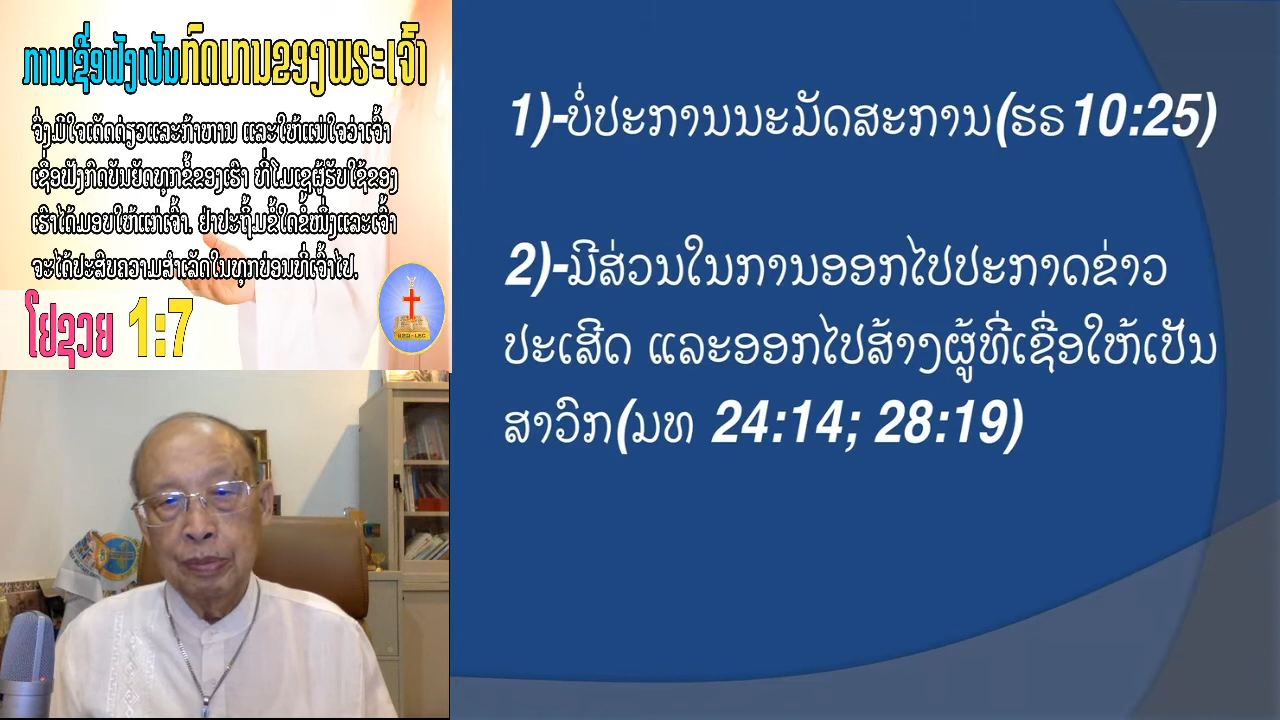 ການເຊື່ອຟັງເປັນກົດເກນຂອງພຣະເຈົ້າ
ຈົ່ງມີໃຈເດັດດ່ຽວແລະກ້າຫານ ແລະໃຫ້ແນ່ໃຈວ່າເຈົ້າ
ເຊື່ອຟັງກົດບັນຍັດທຸກຂໍ້ຂອງເຮົາ ທີ່ໂມເຊຜູ້ຮັບໃຊ້ຂອງ
ເຮົາໄດ້ມອບໃຫ້ແກ່ເຈົ້າ. ຢ່າປະຖິ້ມຂໍ້ໃດຂໍ້ໜຶ່ງແລະເຈົ້າ
ຈະໄດ້ປະສົບຄວາມສຳເລັດໃນທຸກບ່ອນທີ່ເຈົ້າໄປ.
ໂຢຊວຍ 1:7
1)-ບໍ່ປະການນະມັດສະການ(ຮຣ 10:25)
2)-ມີສ່ວນໃນການອອກໄປປະກາດຂ່າວ
ປະເສີດ ແລະອອກໄປສ້າງຜູ້ທີ່ເຊື່ອໃຫ້ເປັນ
ສາວົກ(ມທ 24:14; 28:19)